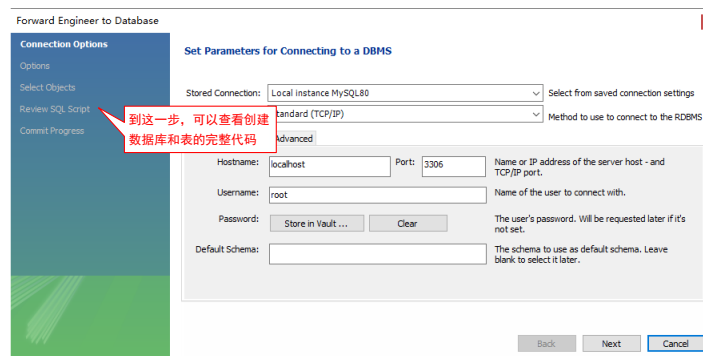 Forward Engineer to Database
Connection Options
Options
Select Objects
Review SQL Script
Commit Progress
到这一步，可以查看创建
数据库和表的完整代码
Set Parameters for Connecting to a DBMS
Stored Connection: Local instance MySQL80 Select from saved connection settings
tandard (TCP/IP) Method to use to connect to the RDBMS
Advanced
Hostname: localhost Port: 3306 Name or IP address of the server host - and
TCP/IP port.
Username: root Name of the user to connect with.
Password: Store in Vault ... Clear The user's password. Will be requested later if it's
not set.
Default Schema: The schema to use as default schema. Leave
blank to select it later.
Back Next Cancel